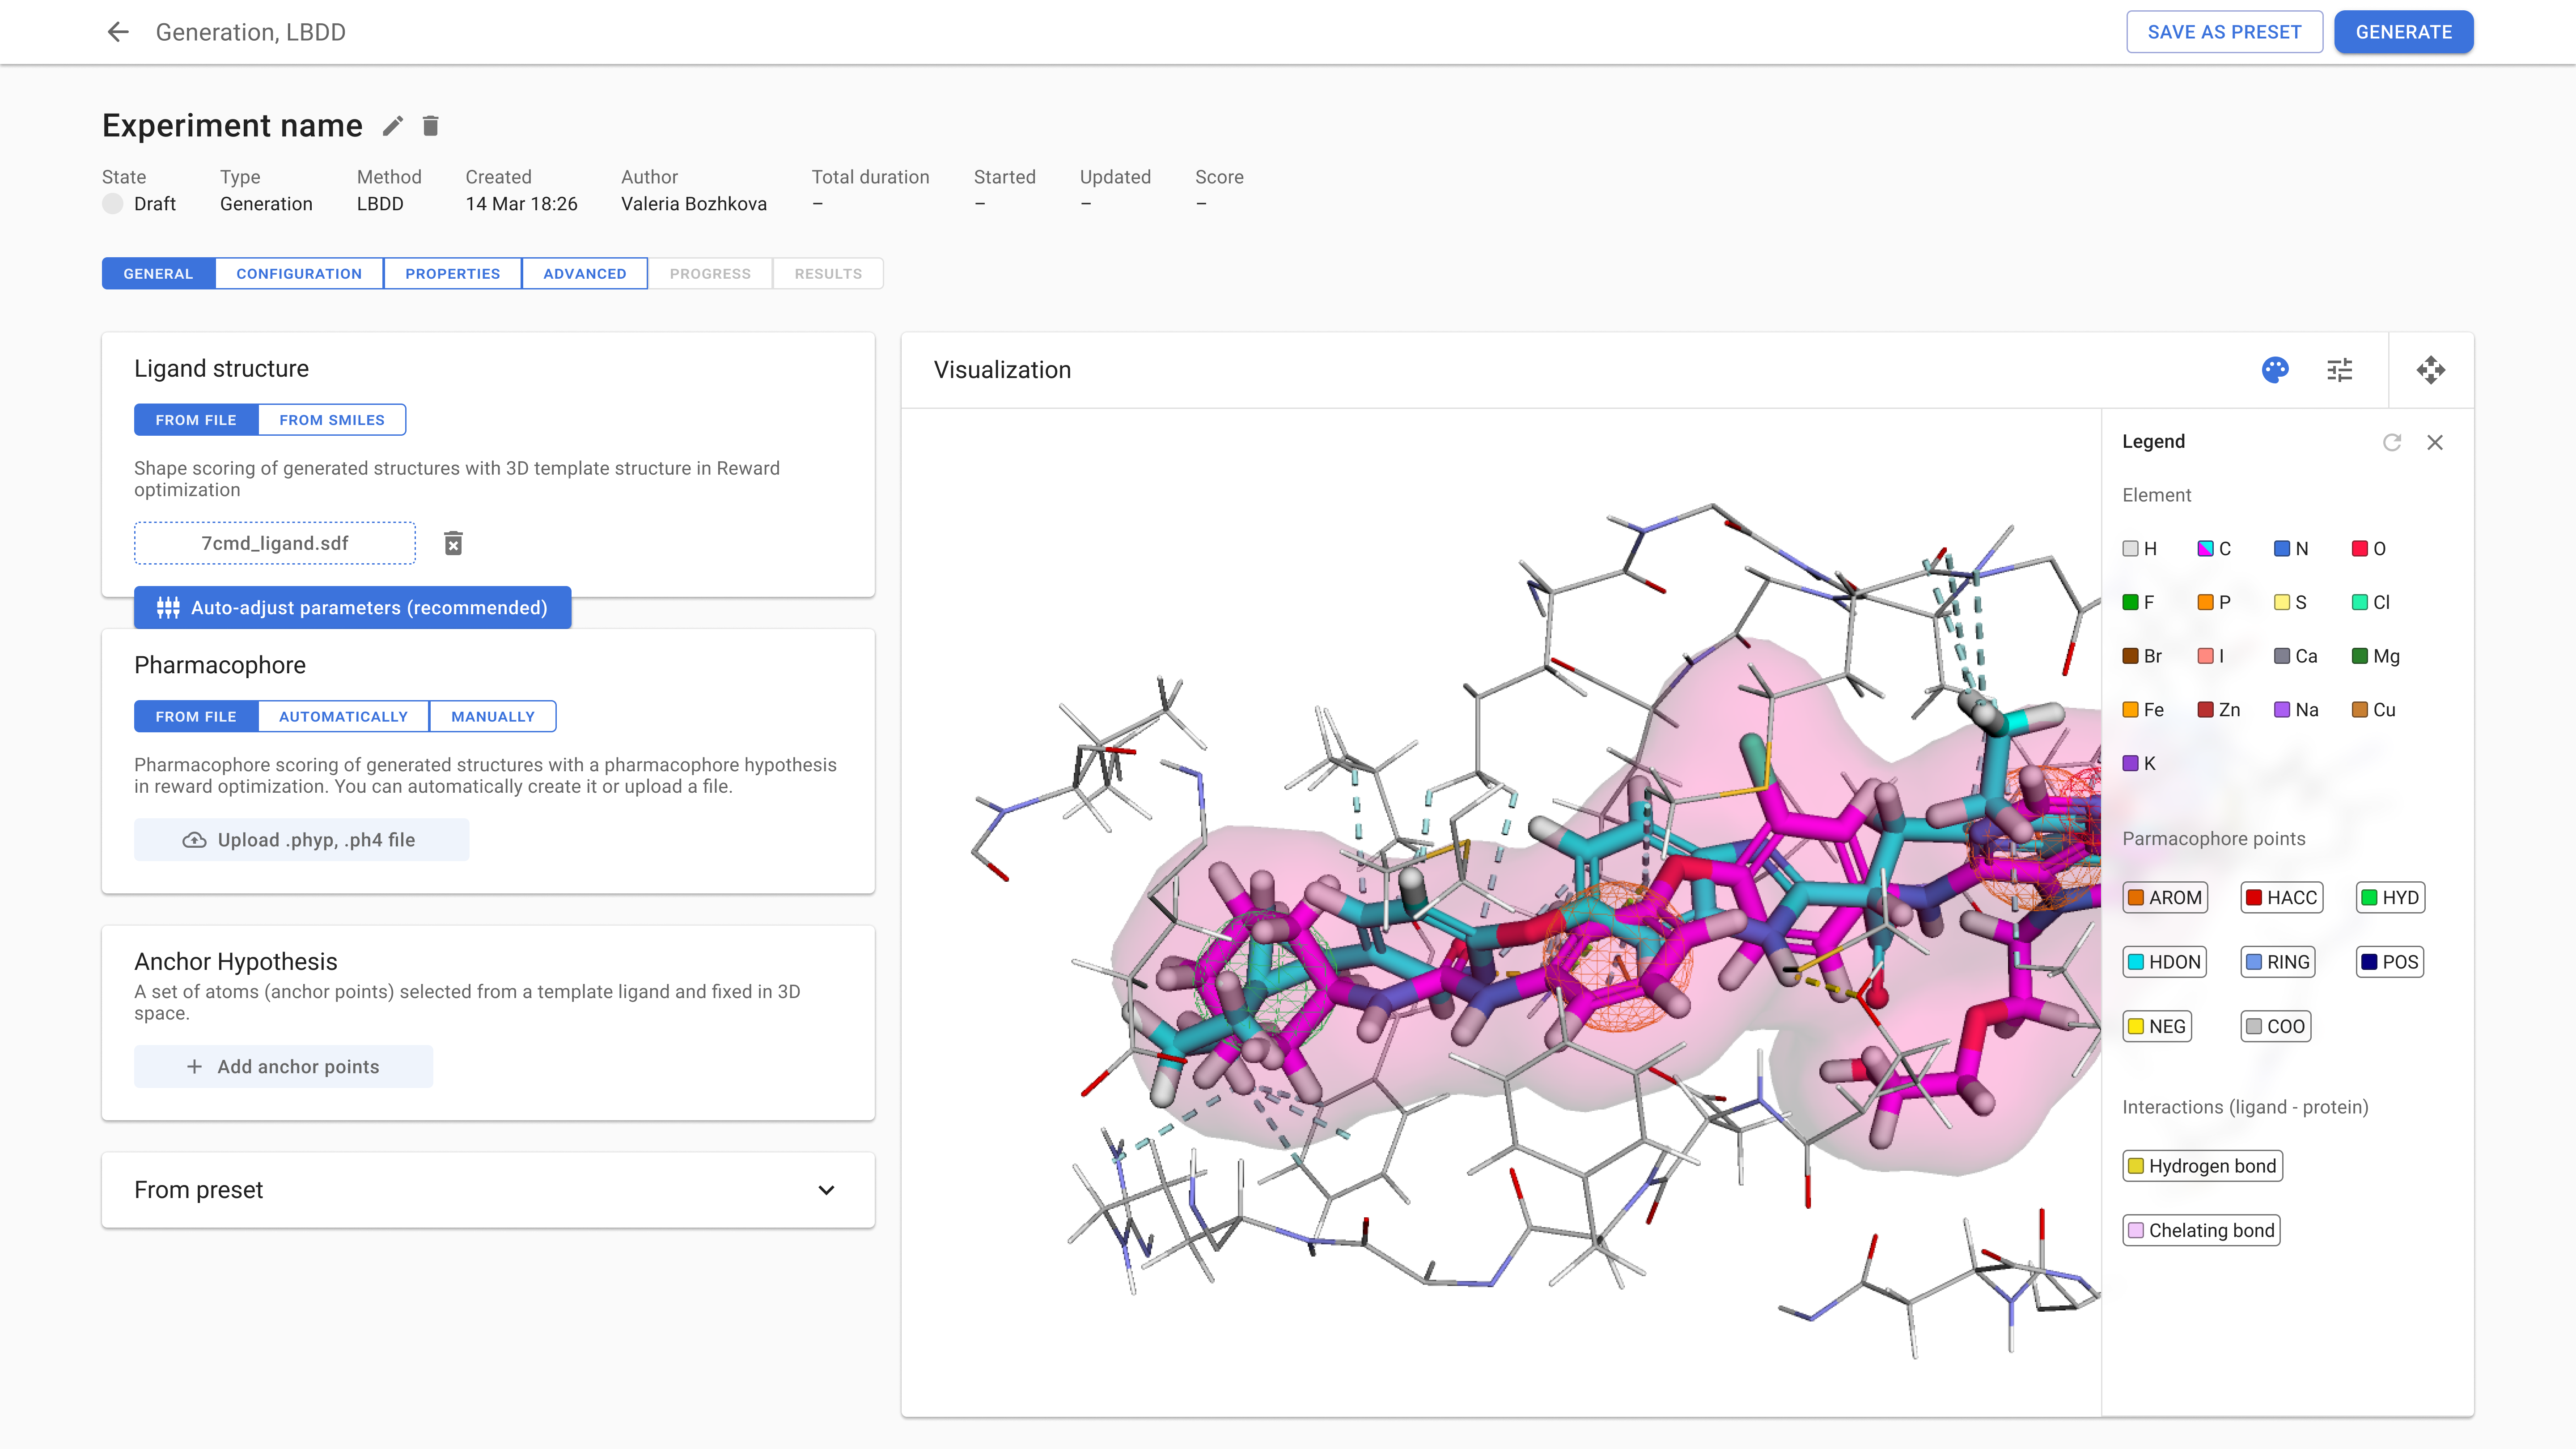 Generation, LBDD
SAVE AS PRESET
GENERATE
Experiment name
State
Type
Method
Created
Author
Total duration
Started
Updated
Score
Draft
Generation
LBDD
14 Mar 18:26
Valeria Bozhkova
–
–
–
–
GENERAL
CONFIGURATION
PROPERTIES
ADVANCED
PROGRESS
RESULTS
Ligand structure
FROM FILE
FROM SMILES
Shape scoring of generated structures with 3D template structure in Reward
optimization
7cmd_ligand.sdf
Auto-adjust parameters (recommended)
Pharmacophore
FROM FILE
AUTOMATICALLY
MANUALLY
Pharmacophore scoring of generated structures with a pharmacophore hypothesis
in reward optimization. You can automatically create it or upload a file.
Upload .phyp, .ph4 file
Anchor Hypothesis
A set of atoms (anchor points) selected from a template ligand and fixed in 3D
space.
+ Add anchor points
From preset
Visualization
Legend
Element
H
C
N
O
F
P
S
Cl
Br
I
Ca
Mg
Fe
Zn
Na
Cu
K
Parmacophore points
AROM
HACC
HYD
HDON
RING
POS
NEG
COO
Interactions (ligand - protein)
Hydrogen bond
Chelating bond